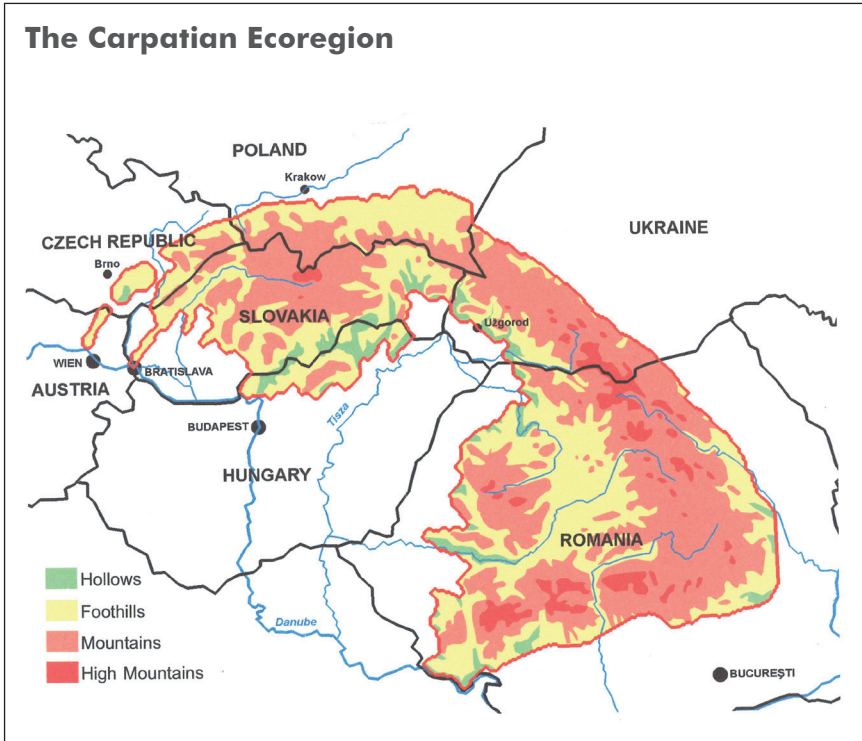 The Carpatian Ecoregion
POLAND
Krakow
UKRAINE
CZECH REPUBLIC
Brno
SLOVAKIA
Užgorod
WIEN
BRATISLAVA
AUSTRIA
Tisza
BUDAPEST
HUNGARY
ROMANIA
Hollows
Foothills
Danube
Mountains
High Mountains
BUCUREŞTI